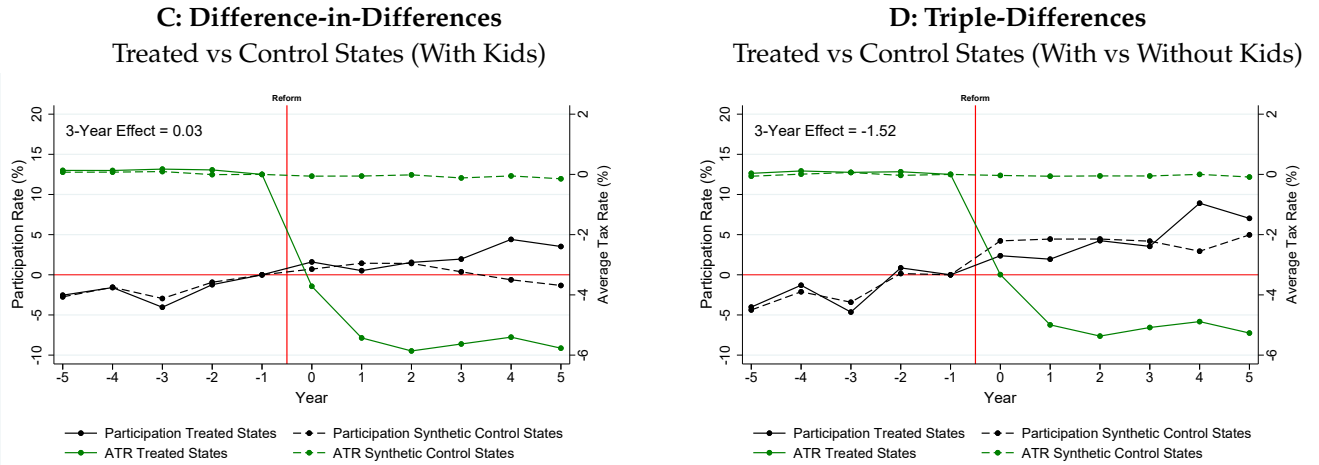 C: Difference-in-Differences
Treated vs Control States (With Kids)
Reform
3-Year Effect = 0.03
Participation Rate (%)
20
15
10
5
0
-5
-10
Average Tax Rate (%)
2
0
-2
-4
-6
-5 -4 -3 -2 -1 0 1 2 3 4 5
Year
Participation Treated States Participation Synthetic Control States
ATR Treated States ATR Synthetic Control States
D: Triple-Differences
Treated vs Control States (With vs Without Kids)
Reform
3-Year Effect = -1.52
Participation Rate (%)
20
15
10
5
0
-5
-10
Average Tax Rate (%)
2
0
-2
-4
-6
-5 -4 -3 -2 -1 0 1 2 3 4 5
Year
Participation Treated States Participation Synthetic Control States
ATR Treated States ATR Synthetic Control States